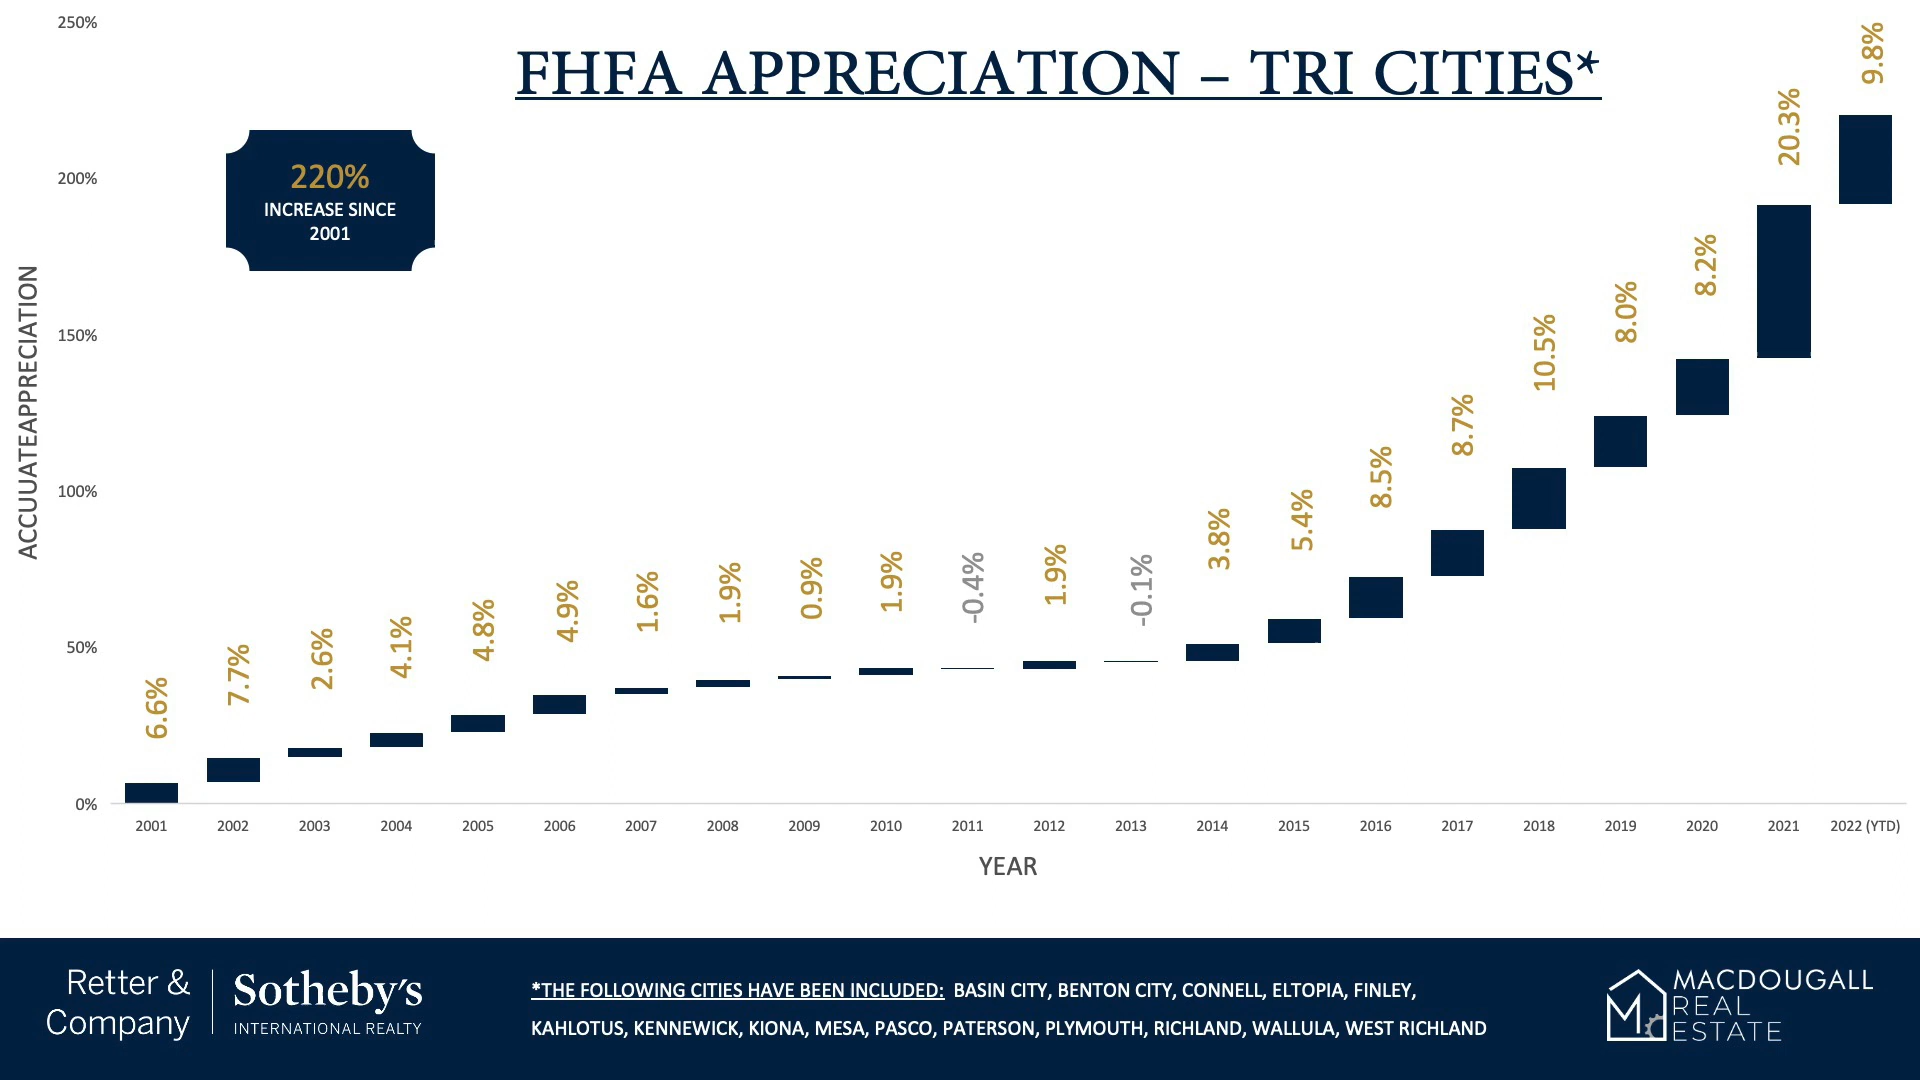 FHFA APPRECIATION – TRI CITIES*
220%
INCREASE SINCE
2001
ACCUUATEAPPRECIATION
250%
200%
150%
100%
50%
0%
6.6%
7.7%
2.6%
4.1%
4.8%
4.9%
1.6%
1.9%
0.9%
1.9%
-0.4%
1.9%
-0.1%
3.8%
5.4%
8.5%
8.7%
10.5%
8.0%
8.2%
20.3%
9.8%
2001 2002 2003 2004 2005 2006 2007 2008 2009 2010 2011 2012 2013 2014 2015 2016 2017 2018 2019 2020 2021 2022 (YTD)
YEAR
Retter &
Company
Sotheby's
INTERNATIONAL REALTY
*THE FOLLOWING CITIES HAVE BEEN INCLUDED: BASIN CITY, BENTON CITY, CONNELL, ELTOPIA, FINLEY,
KAHLOTUS, KENNEWICK, KIONA, MESA, PASCO, PATERSON, PLYMOUTH, RICHLAND, WALLULA, WEST RICHLAND
MACDOUGALL
REAL
ESTATE